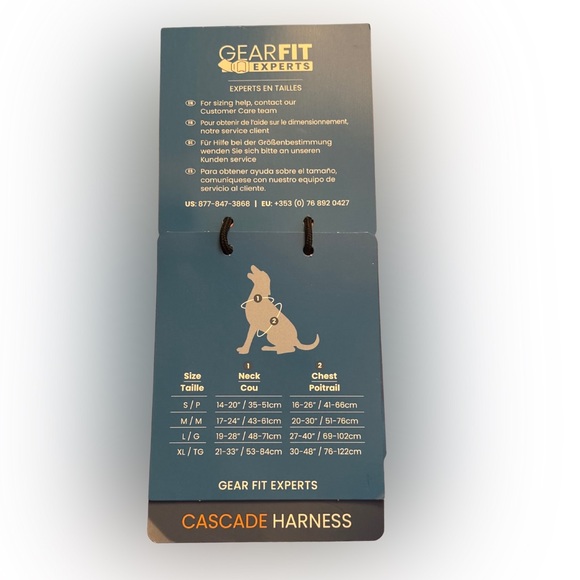 GEARFIT
EXPERTS
EXPERTS EN TAILLES
For sizing help, contact our
Customer Care team
Pour obtenir de l'aide sur le dimensionnement,
notre service client
Für Hilfe bei der Größenbestimmung
wenden Sie sich bitte an unseren
Kunden service
Para obtener ayuda sobre el tamaño,
comuniquese con nuestro equipo de
servicio al cliente.
US: 877-847-3868 | EU: +353 (0) 76 892 0427
1
2
1 2
Size Neck Chest
Taille Cou Poitrail
S / P 14-20" / 35-51cm 16-26" / 41-66cm
M / M 17-24" / 43-61cm 20-30" / 51-76cm
L / G 19-28" / 48-71cm 27-40" / 69-102cm
XL / TG 21-33" / 53-84cm 30-48" / 76-122cm
GEAR FIT EXPERTS
CASCADE HARNESS